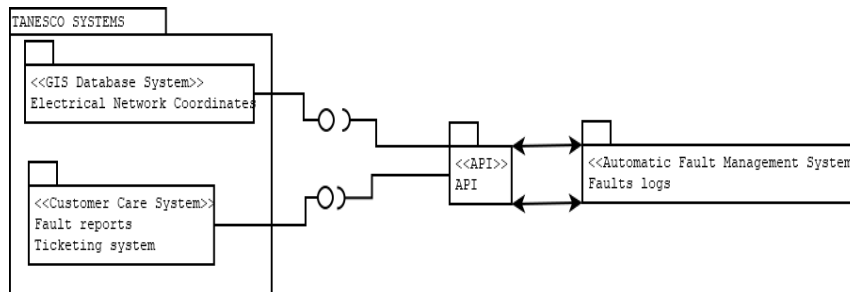 TANESCO SYSTEMS
<<GIS Database System>>
Electrical Network Coordinates
<<Customer Care System>>
Fault reports
Ticketing system
<<API>>
API
<<Automatic Fault Management System
Faults logs